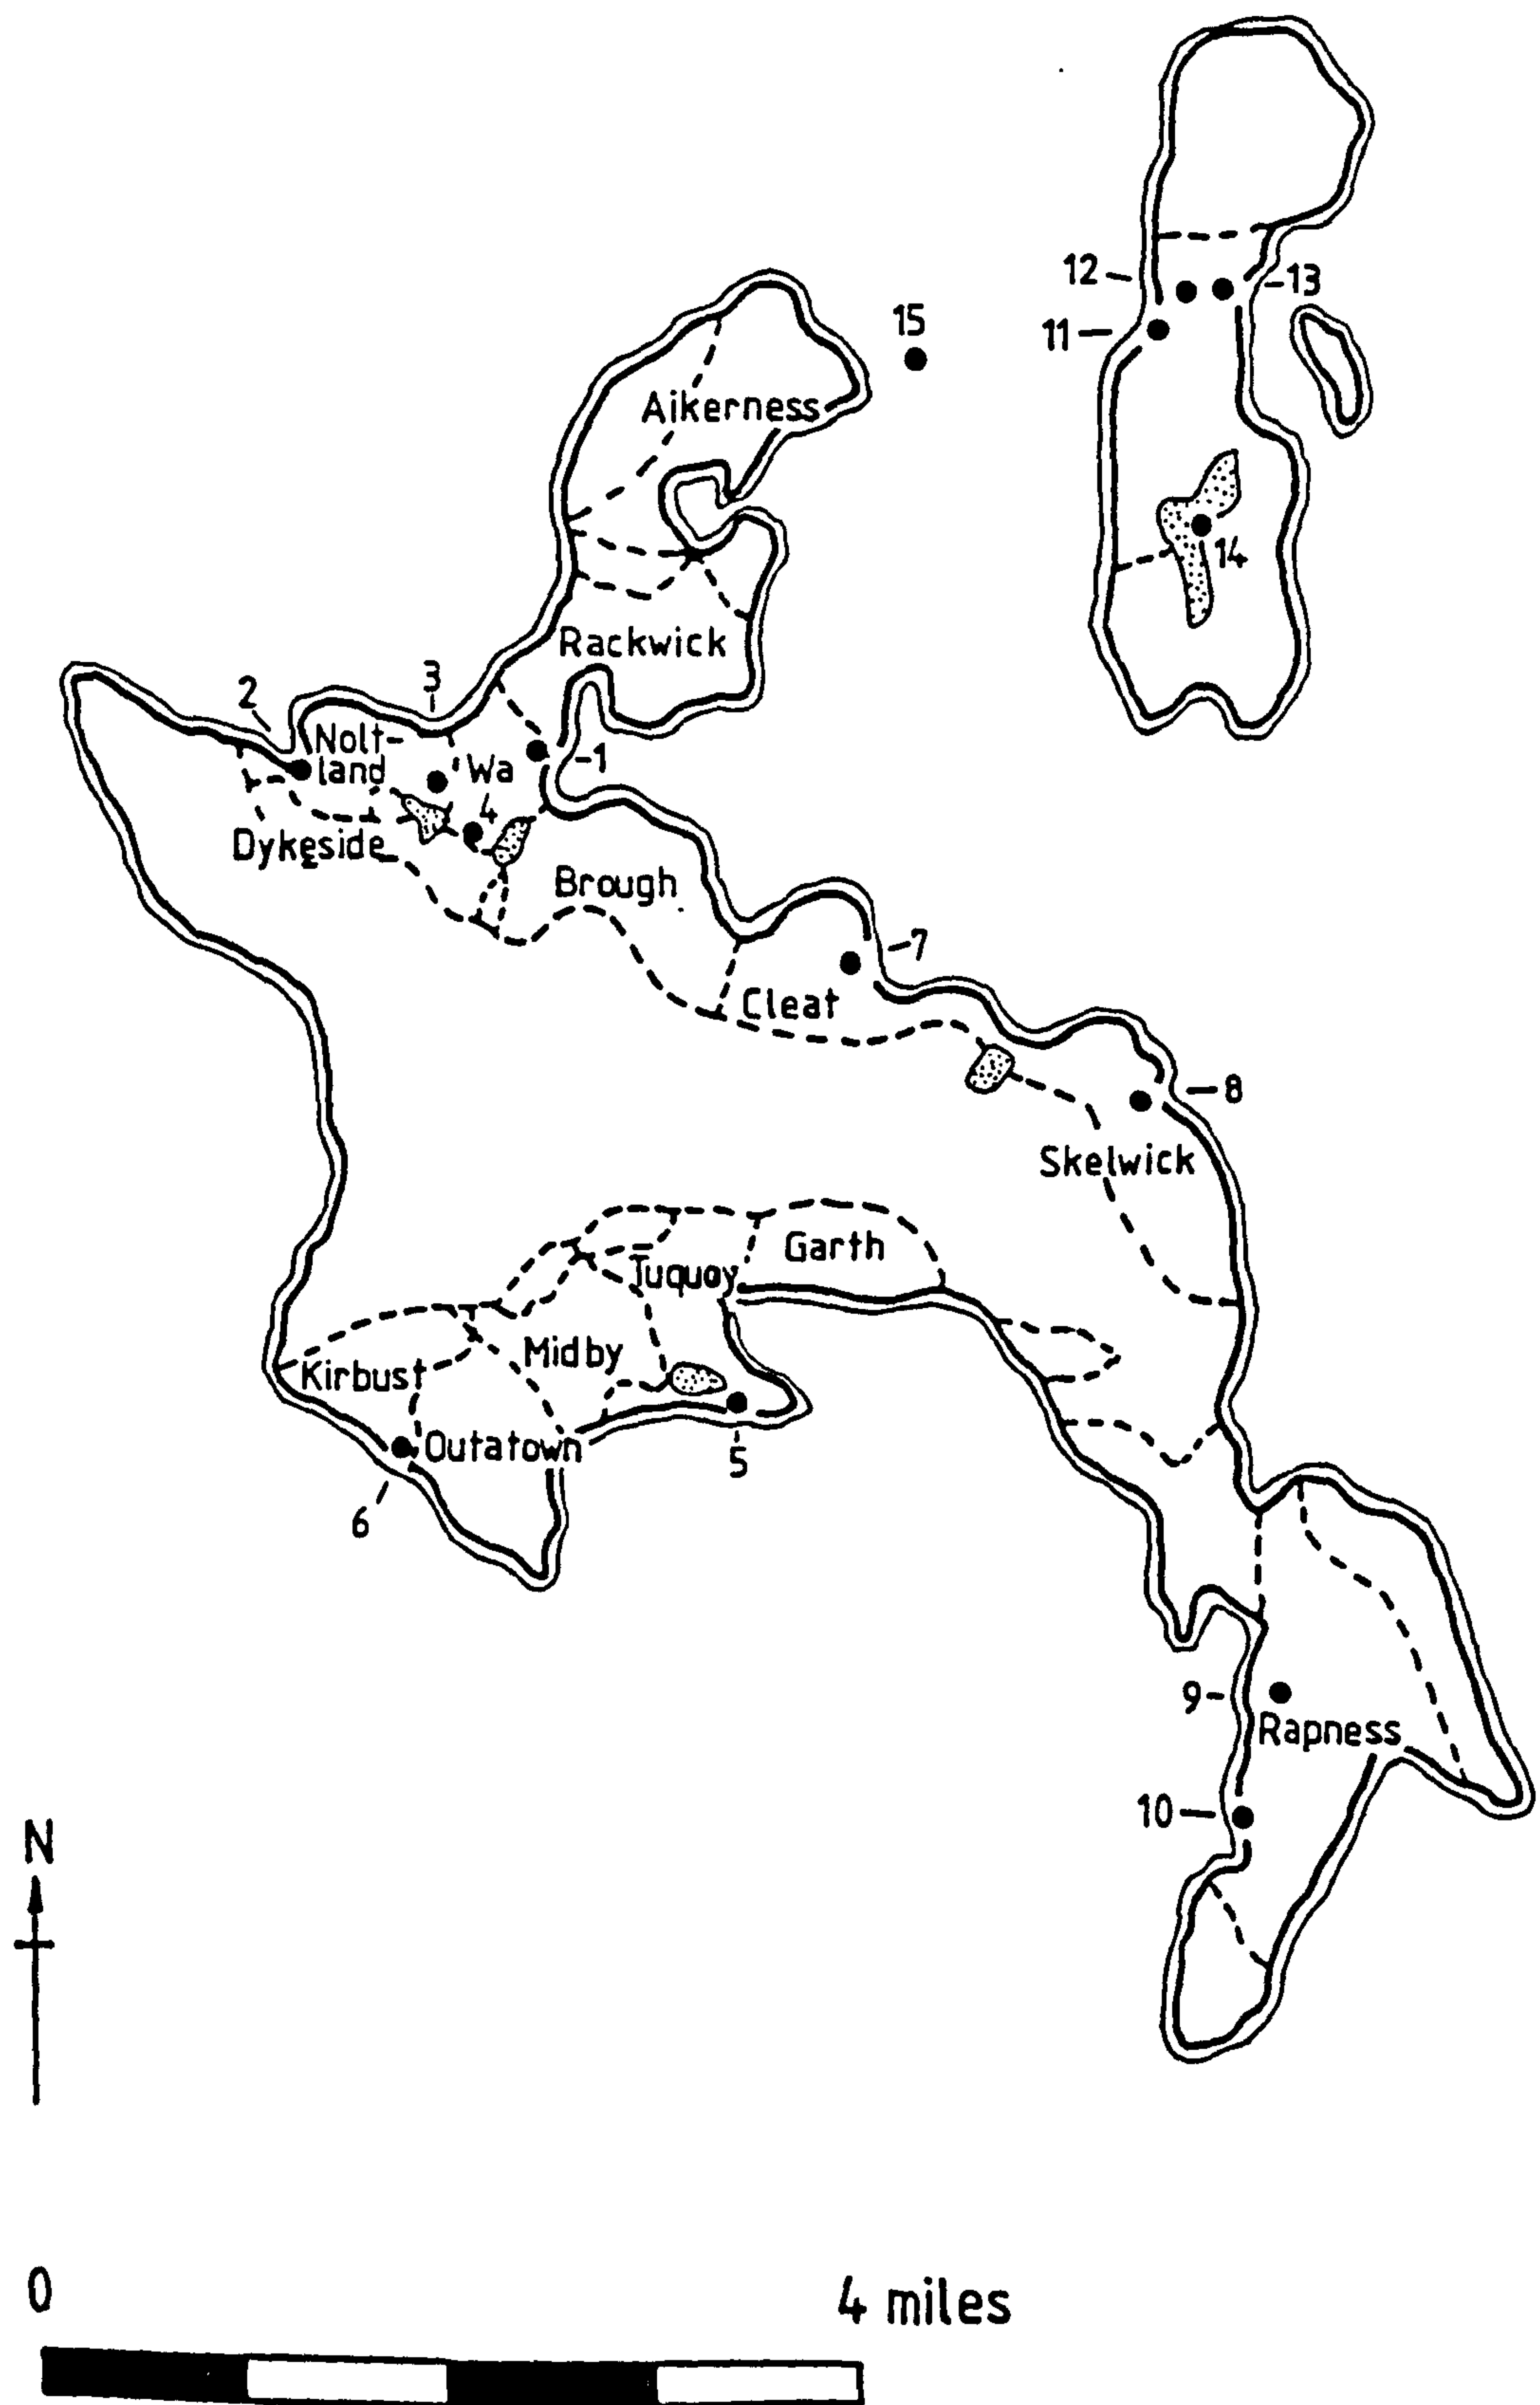 12
13
11
15
Aikerness
14
Rackwick
2
3
Nolt-
land
Wa
1
4
Dykeside
Brough
7
Cleat
8
Skelwick
Garth
Tuquoy
Midby
Kirbust
Outatown
5
6
9
Rapness
10
N
0
4 miles